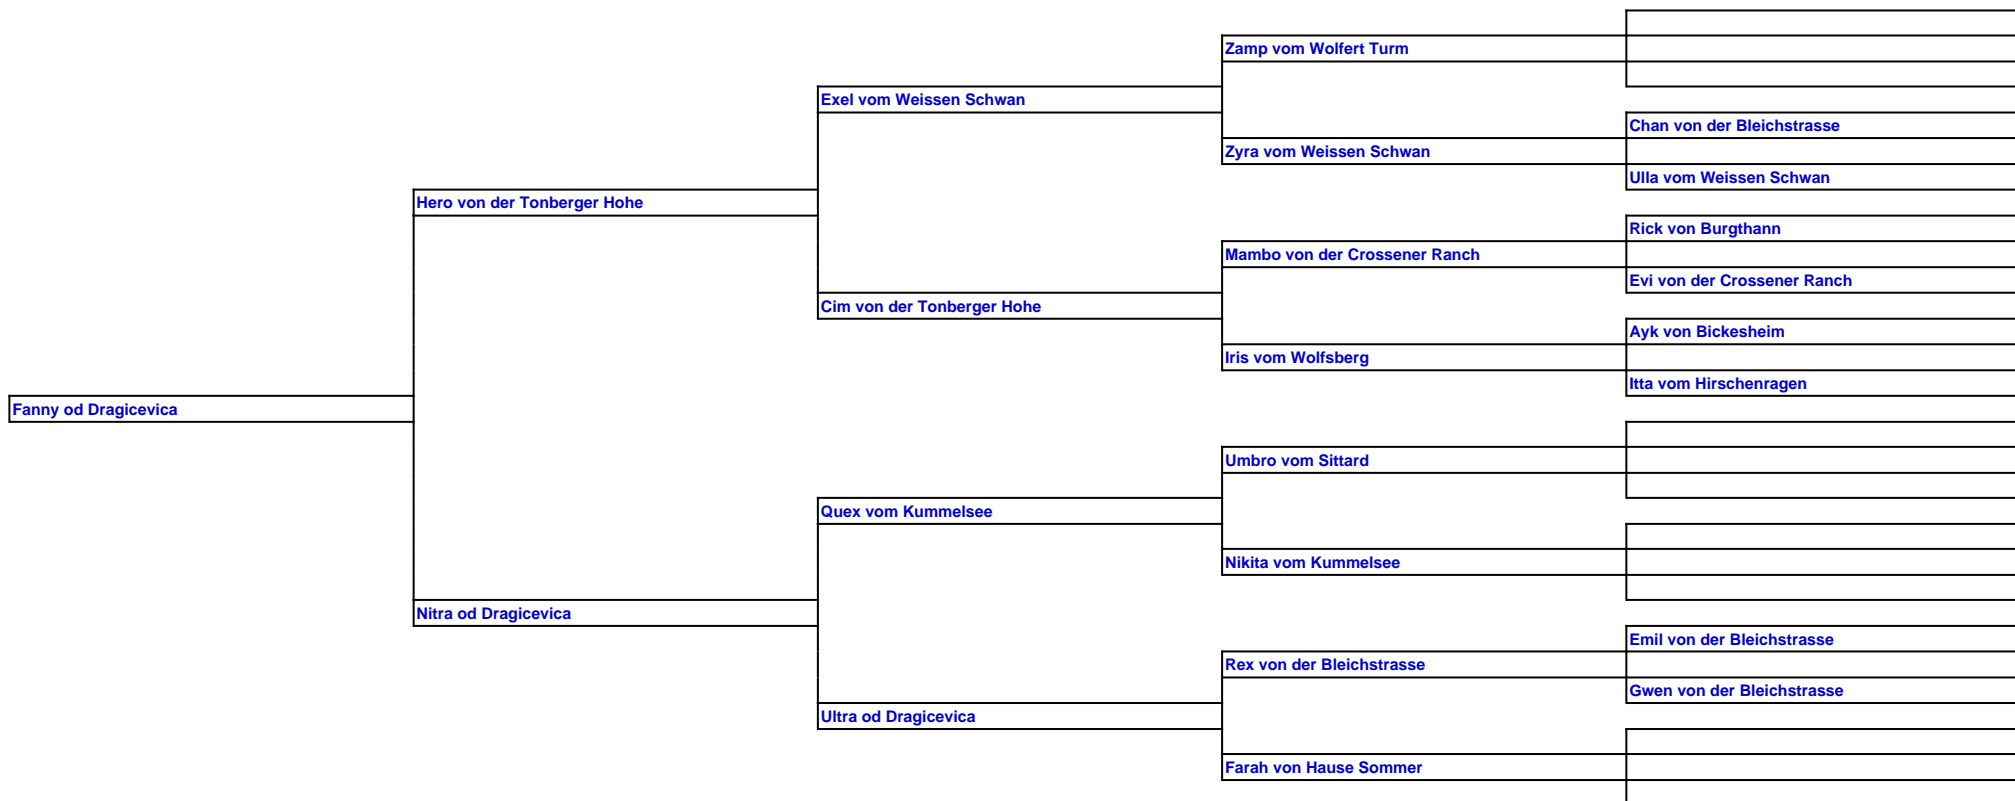 Zamp vom Wolfert Turm
Exel vom Weissen Schwan
Chan von der Bleichstrasse
Zyra vom Weissen Schwan
Ulla vom Weissen Schwan
Hero von der Tonberger Hohe
Rick von Burgthann
Mambo von der Crossener Ranch
Evi von der Crossener Ranch
Cim von der Tonberger Hohe
Ayk von Bickesheim
Iris vom Wolfsberg
Itta vom Hirschenragen
Fanny od Dragicevica
Umbro vom Sittard
Quex vom Kummelsee
Nikita vom Kummelsee
Nitra od Dragicevica
Emil von der Bleichstrasse
Rex von der Bleichstrasse
Gwen von der Bleichstrasse
Ultra od Dragicevica
Farah von Hause Sommer